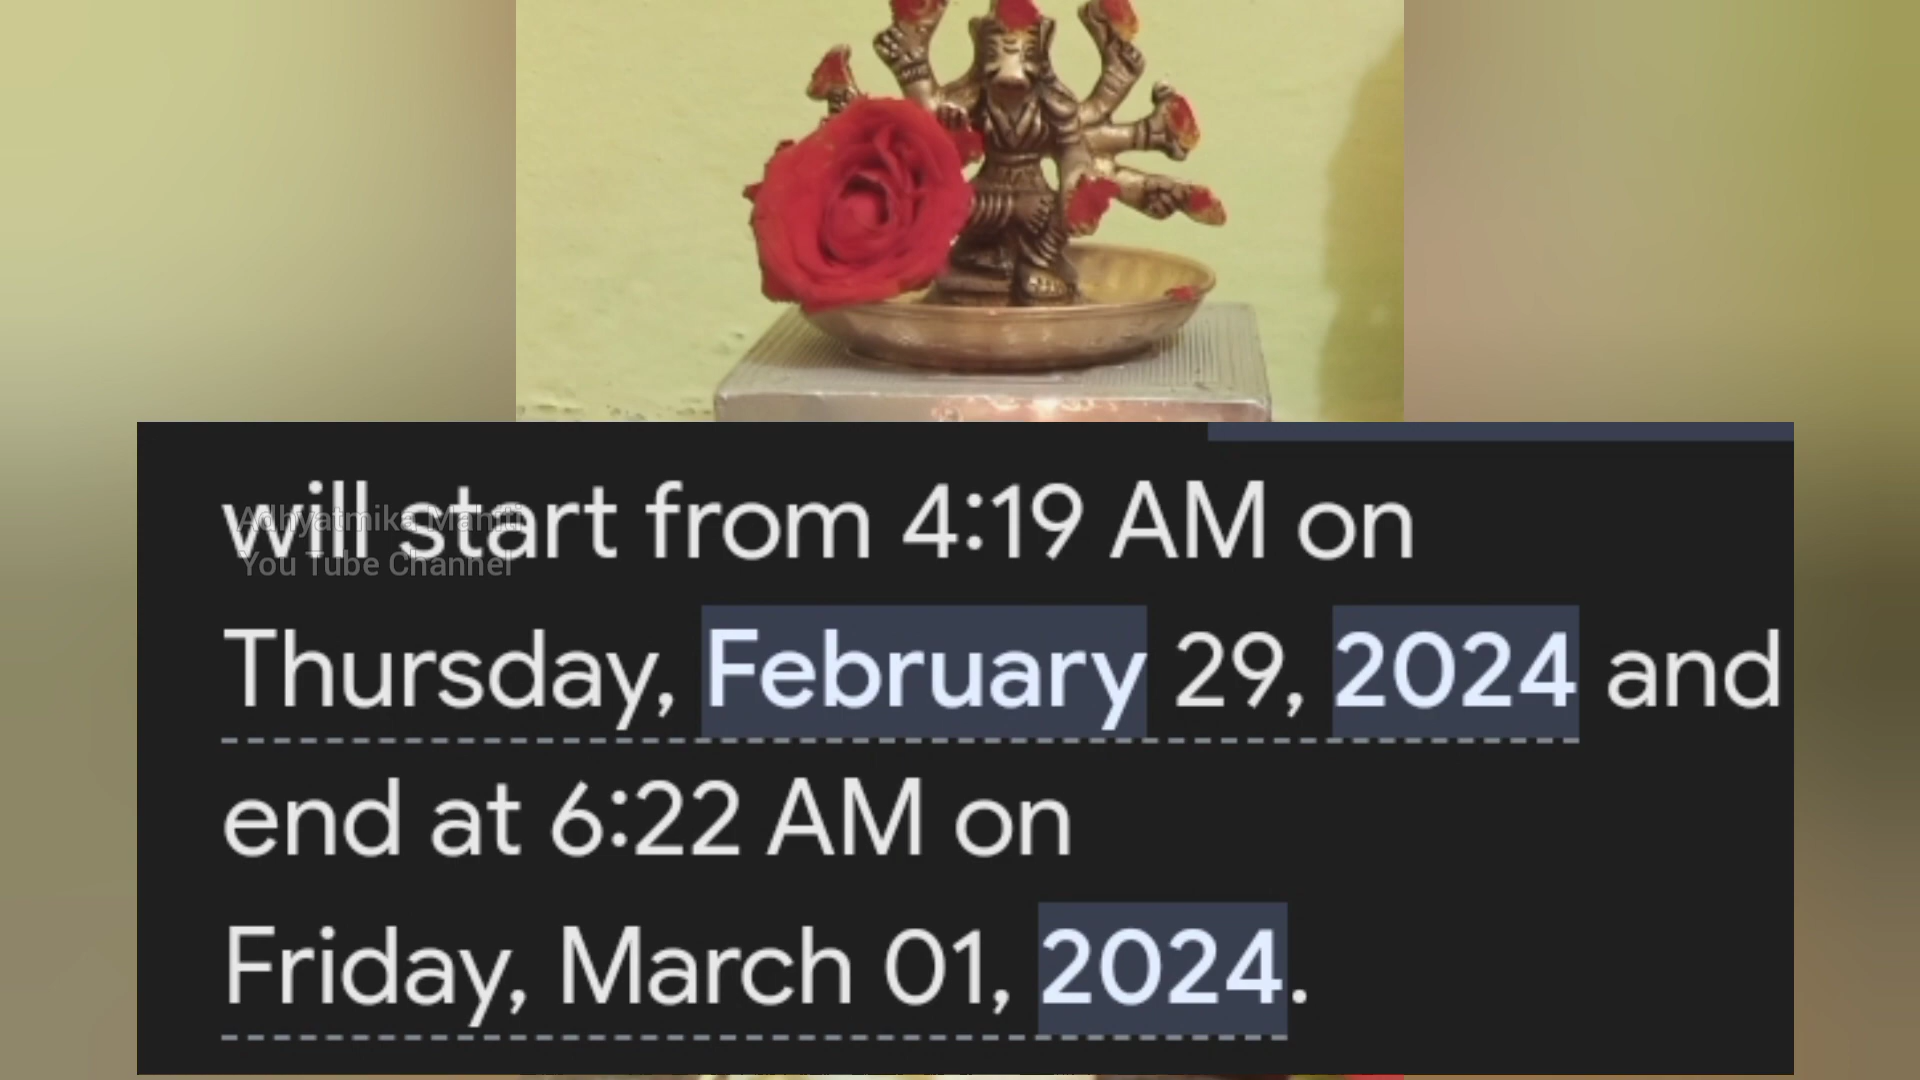 will start from 4:19 AM on
Adhyatmika Mahiti
You Tube Channel
Thursday, February 29, 2024 and
end at 6:22 AM on
Friday, March 01, 2024.